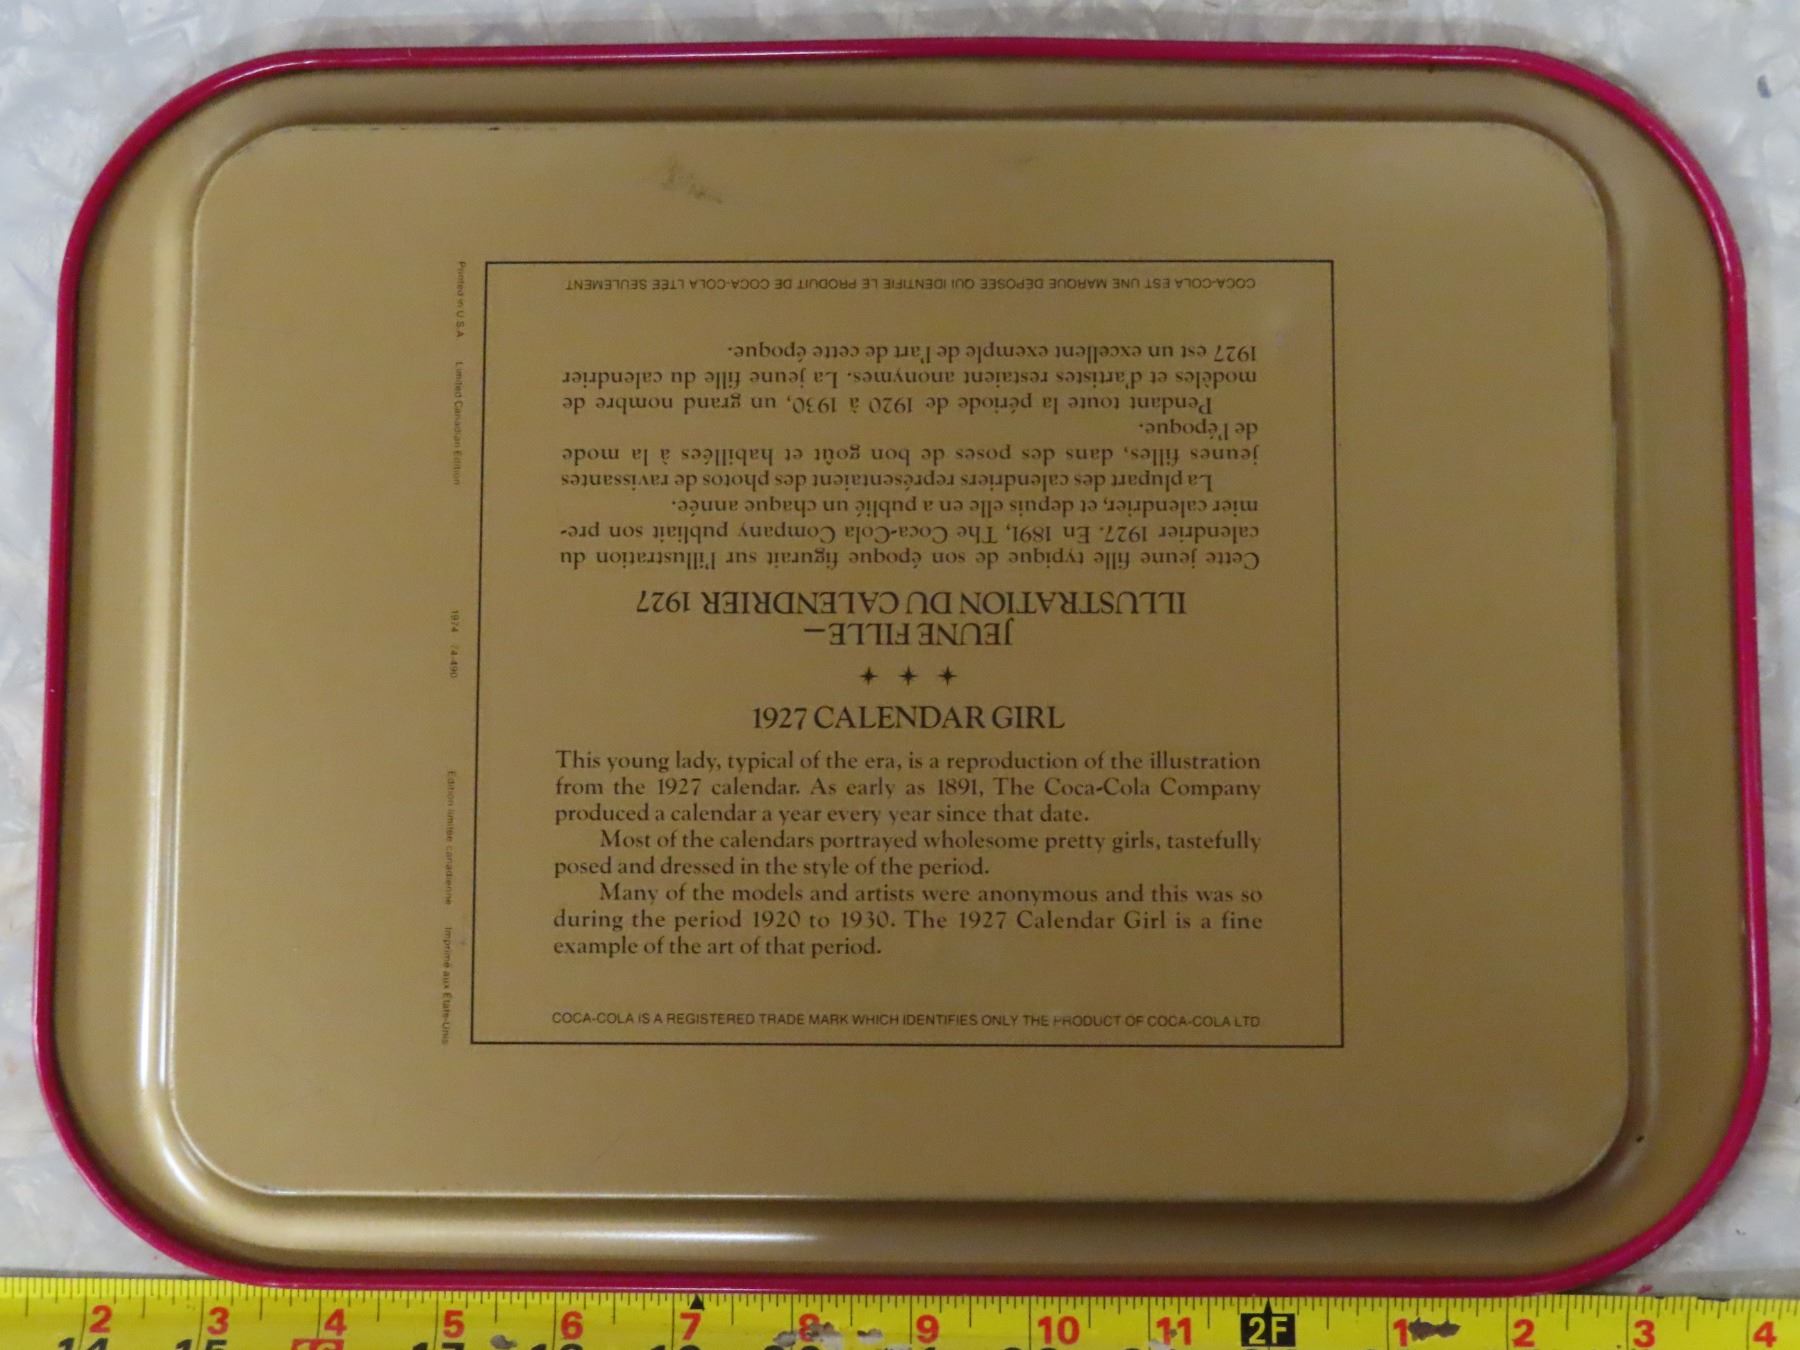 COCA-COLA EST UNE MARQUE DÉPOSÉE QUI IDENTIFIE LE PRODUIT DE COCA-COLA LTÉE SEULEMENT
1927 est un excellent exemple de l'art de cette époque.
modèles et d'artistes restaient anonymes. La jeune fille du calendrier
Pendant toute la période de 1920 à 1930, un grand nombre de
de l'époque.
jeunes filles, dans des poses de bon goût et habillées à la mode
La plupart des calendriers représentaient des photos de ravissantes
mier calendrier, et depuis elle en a publié un chaque année.
calendrier 1927. En 1891, The Coca-Cola Company publiait son pre-
Cette jeune fille typique de son époque figurait sur l'illustration du
ILLUSTRATION DU CALENDRIER 1927
JEUNE FILLE—
1927 CALENDAR GIRL
This young lady, typical of the era, is a reproduction of the illustration
from the 1927 calendar. As early as 1891, The Coca-Cola Company
produced a calendar a year every year since that date.
Most of the calendars portrayed wholesome pretty girls, tastefully
posed and dressed in the style of the period.
Many of the models and artists were anonymous and this was so
during the period 1920 to 1930. The 1927 Calendar Girl is a fine
example of the art of that period.
COCA-COLA IS A REGISTERED TRADE MARK WHICH IDENTIFIES ONLY THE PRODUCT OF COCA-COLA LTD
Printed in U.S.A. Limited Canadian Edition 1974 74-490 Édition limitée canadienne Imprimé aux États-Unis
2 3 4 5 6 7 8 9 10 11 2F 1 2 3 4